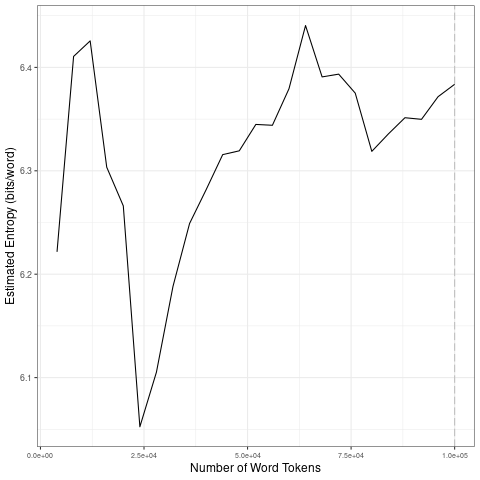 Estimated Entropy (bits/word)
6.4
6.3
6.2
6.1
0.0e+00 2.5e+04 5.0e+04 7.5e+04 1.0e+05
Number of Word Tokens